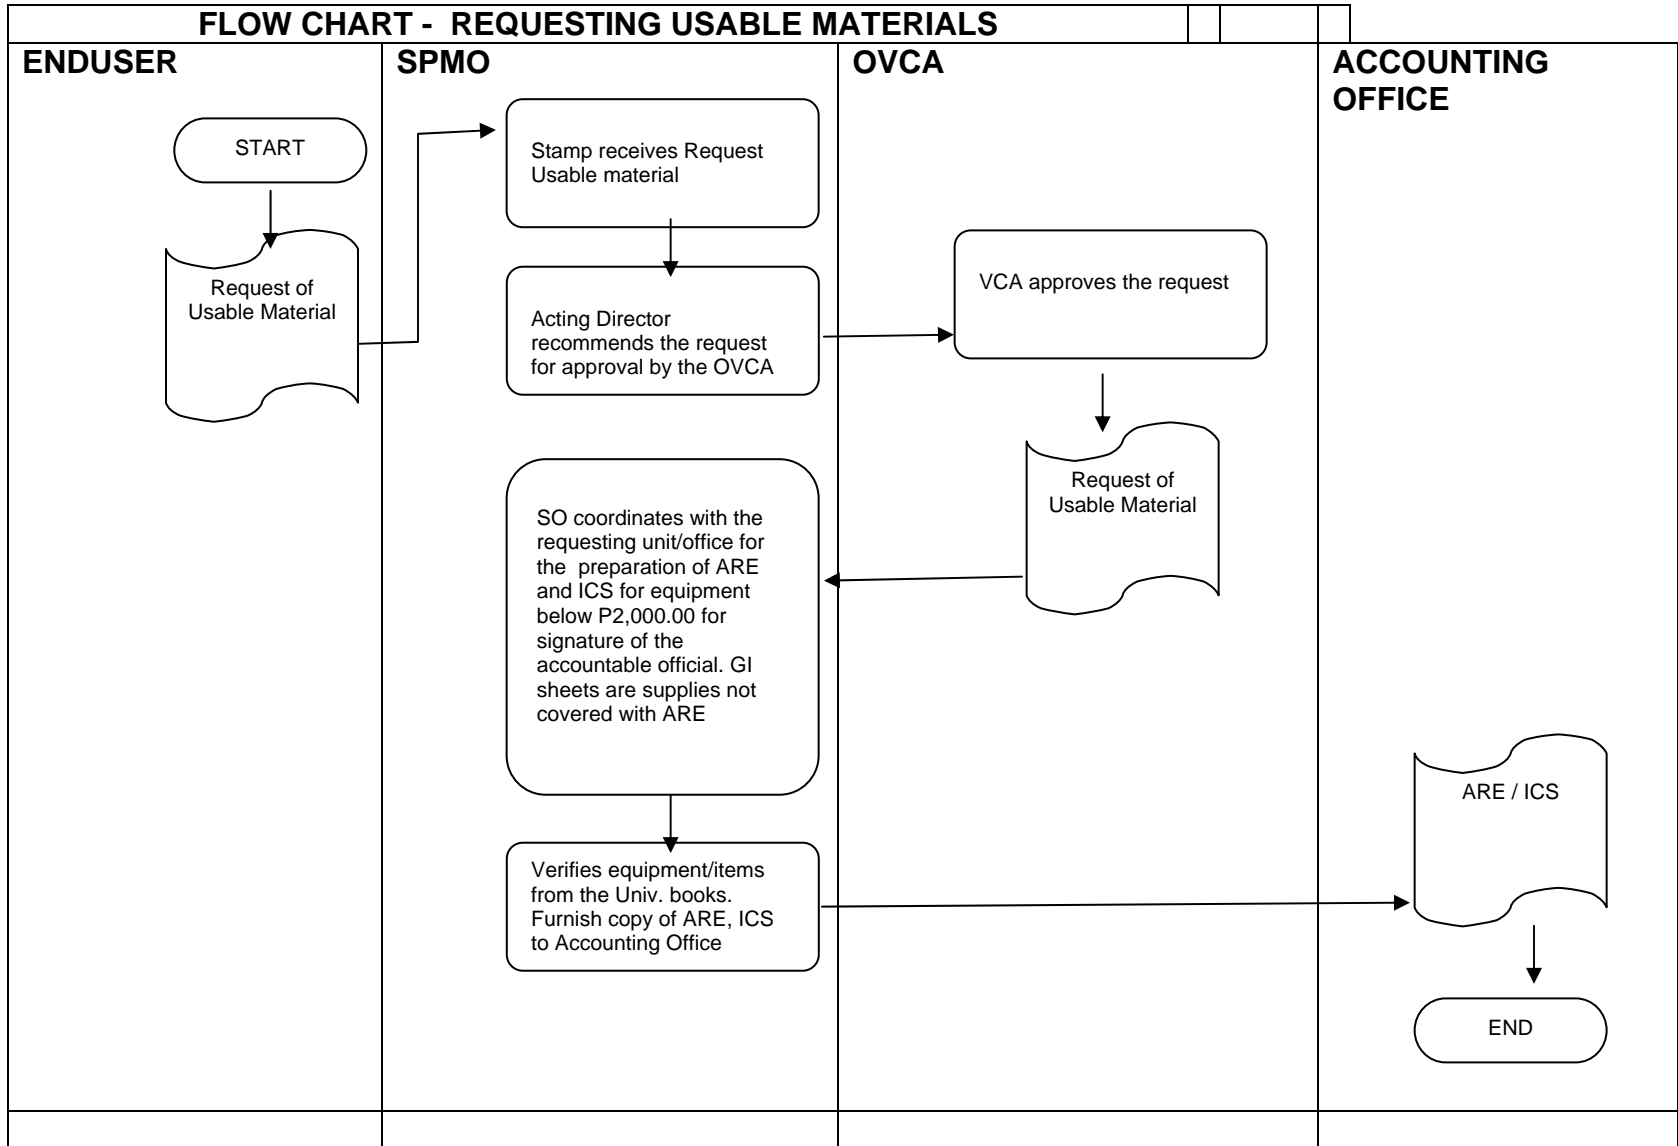 FLOW CHART - REQUESTING USABLE MATERIALS
ENDUSER
SPMO
OVCA
ACCOUNTING
OFFICE
START
Request of
Usable Material
Stamp receives Request
Usable material
Acting Director
recommends the request
for approval by the OVCA
VCA approves the request
Request of
Usable Material
SO coordinates with the
requesting unit/office for
the preparation of ARE
and ICS for equipment
below P2,000.00 for
signature of the
accountable official. GI
sheets are supplies not
covered with ARE
Verifies equipment/items
from the Univ. books.
Furnish copy of ARE, ICS
to Accounting Office
ARE / ICS
END